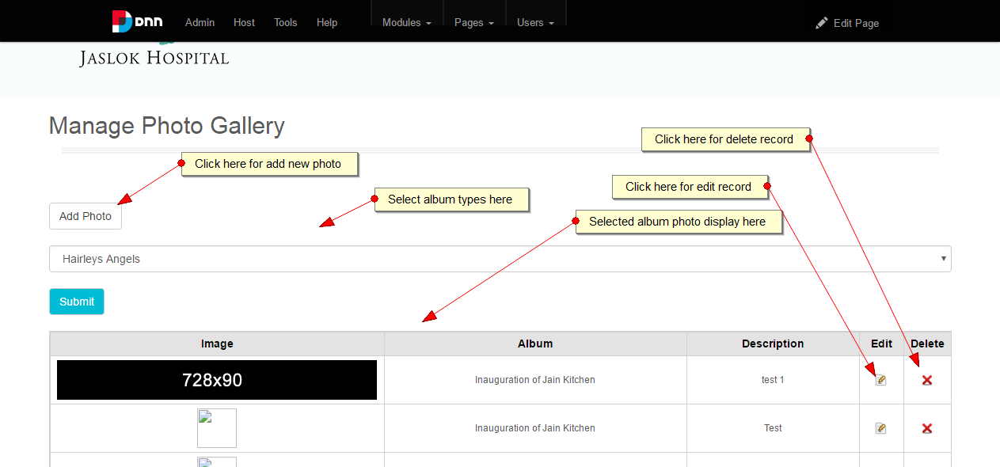 DNN Admin Host Tools Help Modules Pages Users Edit Page
JASLOK HOSPITAL
Manage Photo Gallery
Click here for delete record
Click here for add new photo
Click here for edit record
Select album types here
Selected album photo display here
Add Photo
Hairleys Angels
Submit
Image Album Description Edit Delete
728x90 Inauguration of Jain Kitchen test 1
Inauguration of Jain Kitchen Test